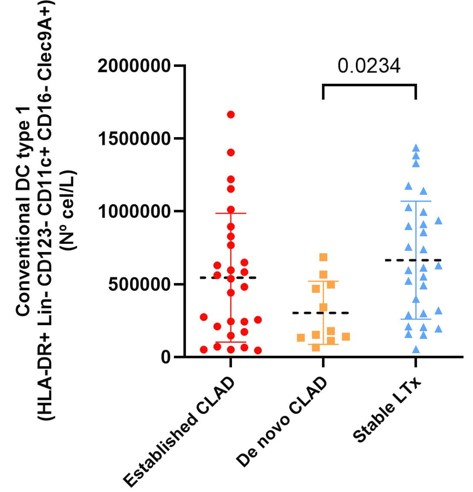 Conventional DC type 1
(HLA-DR+ Lin- CD123- CD11c+ CD16- Clec9A+)
(Nº cel/L)
2000000
1500000
1000000
500000
0
0.0234
Established CLAD
De novo CLAD
Stable LTx